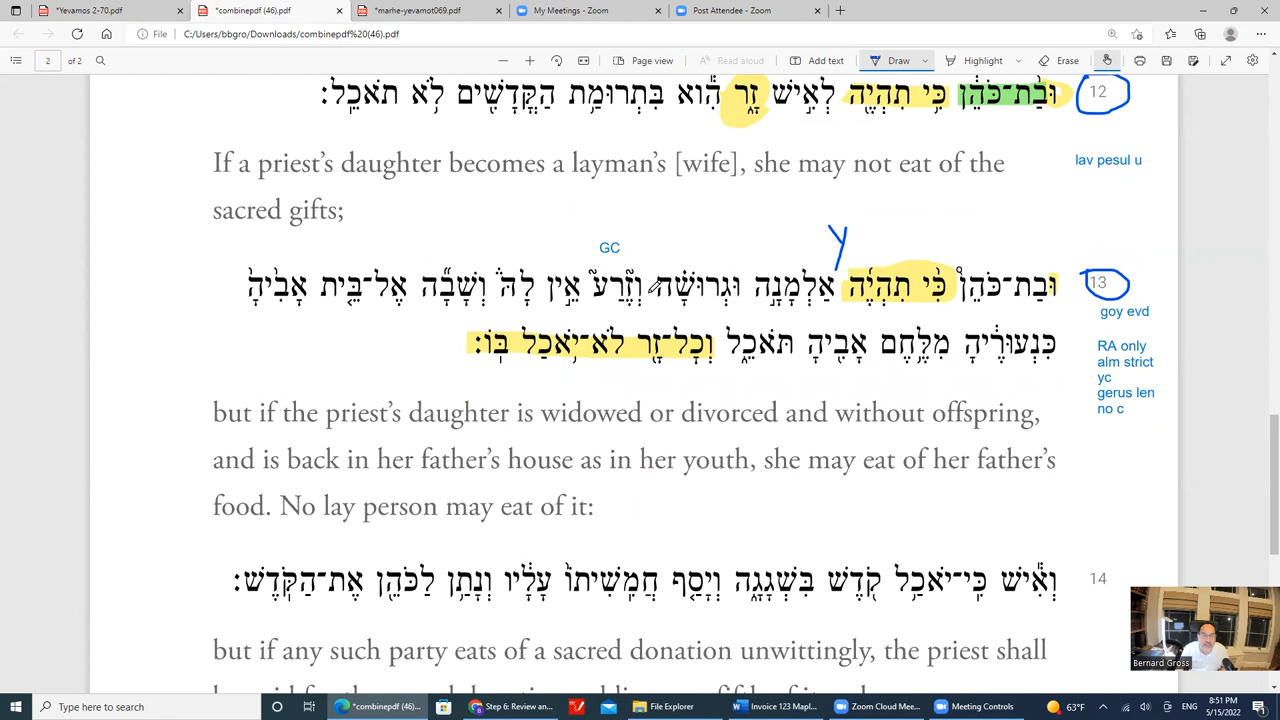 *Yevamos 2-70.pdf
*combinepdf (46).pdf
*marhe-yevamot069.pdf
My Meetings - Zoom
Post Attendee - Zoom
File
C:/Users/bbgro/Downloads/combinepdf%20(46).pdf
2 of 2
Page view
Read aloud
Add text
Draw
Highlight
Erase
12
וּבַ֨ת־כֹּהֵ֔ן כִּ֥י תִהְיֶ֖ה לְאִ֣ישׁ זָ֑ר הִ֕וא בִּתְרוּמַ֥ת הַקֳּדָשִׁ֖ים לֹ֥א תֹאכֵֽל׃
lav pesul u
If a priest’s daughter becomes a layman’s [wife], she may not eat of the
sacred gifts;
GC
y
13
וּבַת־כֹּהֵן֩ כִּ֨י תִהְיֶ֜ה אַלְמָנָ֣ה וּגְרוּשָׁ֗ה וְזֶ֘רַע֮ אֵ֣ין לָהּ֒ וְשָׁבָ֞ה אֶל־בֵּ֤ית אָבִ֙יהָ֙
goy evd
כִּנְעוּרֶ֔יהָ מִלֶּ֥חֶם אָבִ֖יהָ תֹּאכֵ֑ל וְכׇל־זָ֖ר לֹא־יֹ֥אכַל בּֽוֹ׃
RA only
alm strict
yc
gerus len
no c
but if the priest’s daughter is widowed or divorced and without offspring,
and is back in her father’s house as in her youth, she may eat of her father’s
food. No lay person may eat of it:
14
וְאִ֕ישׁ כִּֽי־יֹאכַ֥ל קֹ֖דֶשׁ בִּשְׁגָגָ֑ה וְיָסַ֤ף חֲמִֽשִׁיתוֹ֙ עָלָ֔יו וְנָתַ֥ן לַכֹּהֵ֖ן אֶת־הַקֹּֽדֶשׁ׃
but if any such party eats of a sacred donation unwittingly, the priest shall
Bernard Gross
Type here to search
*combinepdf (46)....
Step 6: Review an...
File Explorer
Invoice 123 Mapl...
Zoom Cloud Mee...
Meeting Controls
63°F
8:51 PM
5/15/2022